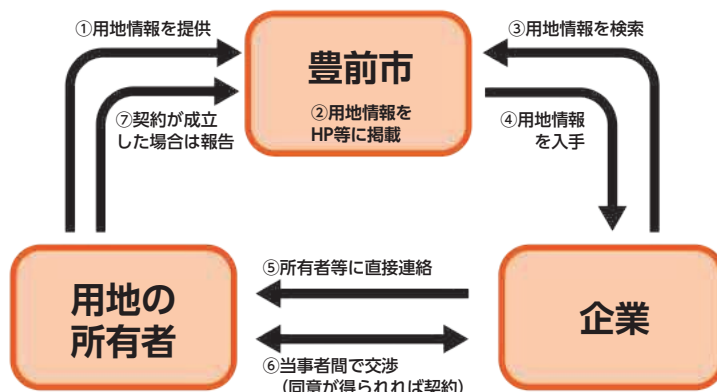 ①用地情報を提供
③用地情報を検索
豊前市
②用地情報を
HP等に掲載
⑦契約が成立
した場合は報告
④用地情報
を入手
⑤所有者等に直接連絡
用地の
所有者
企業
⑥当事者間で交渉
(同意が得られれば契約)